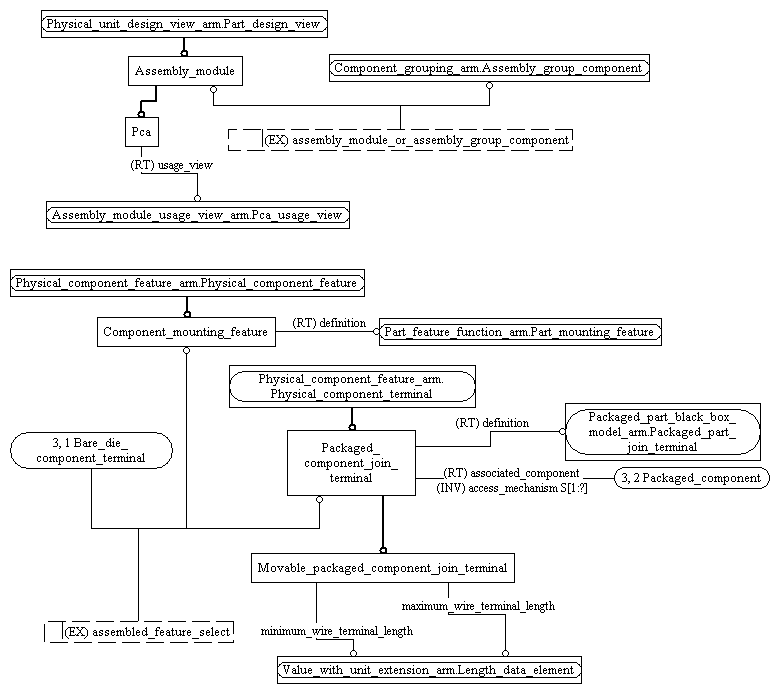 Physical_unit_design_view_arm.Part_design_view
Assembly_module
Component_grouping_arm.Assembly_group_component
Pca
(EX) assembly_module_or_assembly_group_component
(RT) usage_view
Assembly_module_usage_view_arm.Pca_usage_view
Physical_component_feature_arm.Physical_component_feature
Component_mounting_feature
(RT) definition
Part_feature_function_arm.Part_mounting_feature
Physical_component_feature_arm.
Physical_component_terminal
3, 1 Bare_die_
component_terminal
Packaged_
component_join_
terminal
(RT) definition
Packaged_part_black_box_
model_arm.Packaged_part_
join_terminal
(RT) associated_component
(INV) access_mechanism S[1:?]
3, 2 Packaged_component
Movable_packaged_component_join_terminal
maximum_wire_terminal_length
minimum_wire_terminal_length
(EX) assembled_feature_select
Value_with_unit_extension_arm.Length_data_element